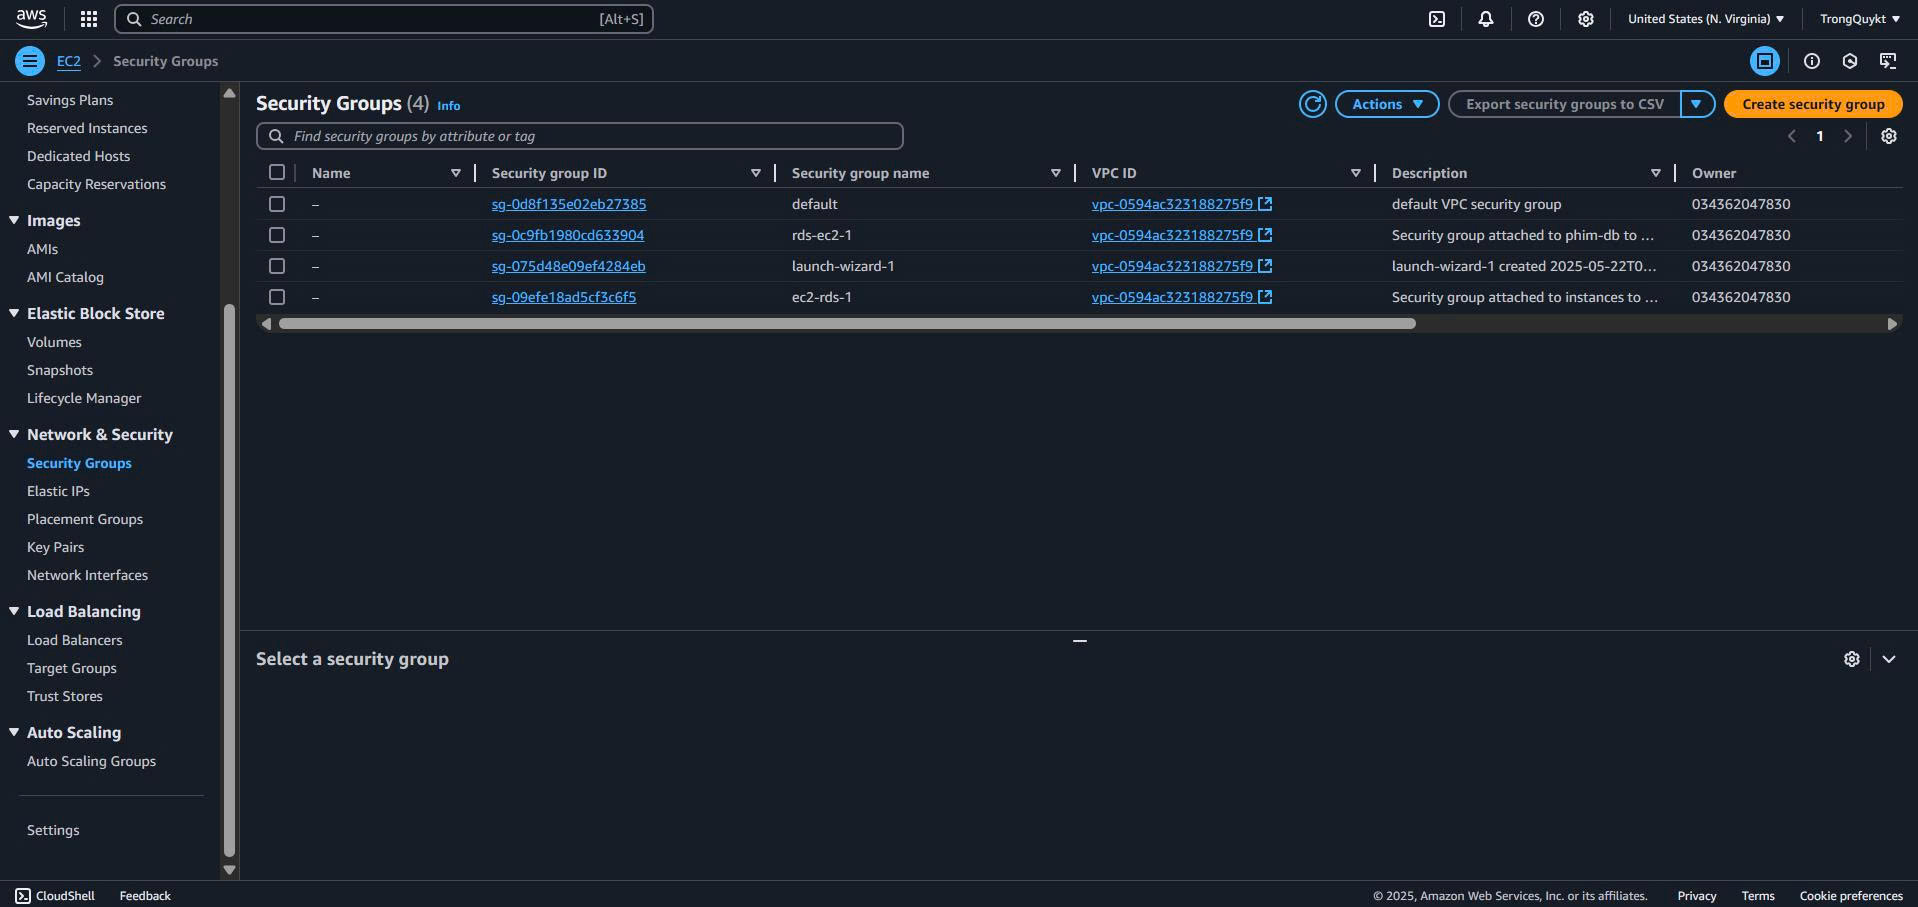 aws Search [Alt+S] United States (N. Virginia) TrongQuykt
EC2 Security Groups
Savings Plans
Reserved Instances
Dedicated Hosts
Capacity Reservations
Images
AMIs
AMI Catalog
Elastic Block Store
Volumes
Snapshots
Lifecycle Manager
Network & Security
Security Groups
Elastic IPs
Placement Groups
Key Pairs
Network Interfaces
Load Balancing
Load Balancers
Target Groups
Trust Stores
Auto Scaling
Auto Scaling Groups
Settings
Security Groups (4) Info Actions Export security groups to CSV Create security group
Find security groups by attribute or tag 1
Name Security group ID Security group name VPC ID Description Owner
– sg-0d8f135e02eb27385 default vpc-0594ac323188275f9 default VPC security group 034362047830
– sg-0c9fb1980cd633904 rds-ec2-1 vpc-0594ac323188275f9 Security group attached to phim-db to ... 034362047830
– sg-075d48e09ef4284eb launch-wizard-1 vpc-0594ac323188275f9 launch-wizard-1 created 2025-05-22T0... 034362047830
– sg-09efe18ad5cf3c6f5 ec2-rds-1 vpc-0594ac323188275f9 Security group attached to instances to ... 034362047830
Select a security group
CloudShell Feedback © 2025, Amazon Web Services, Inc. or its affiliates. Privacy Terms Cookie preferences